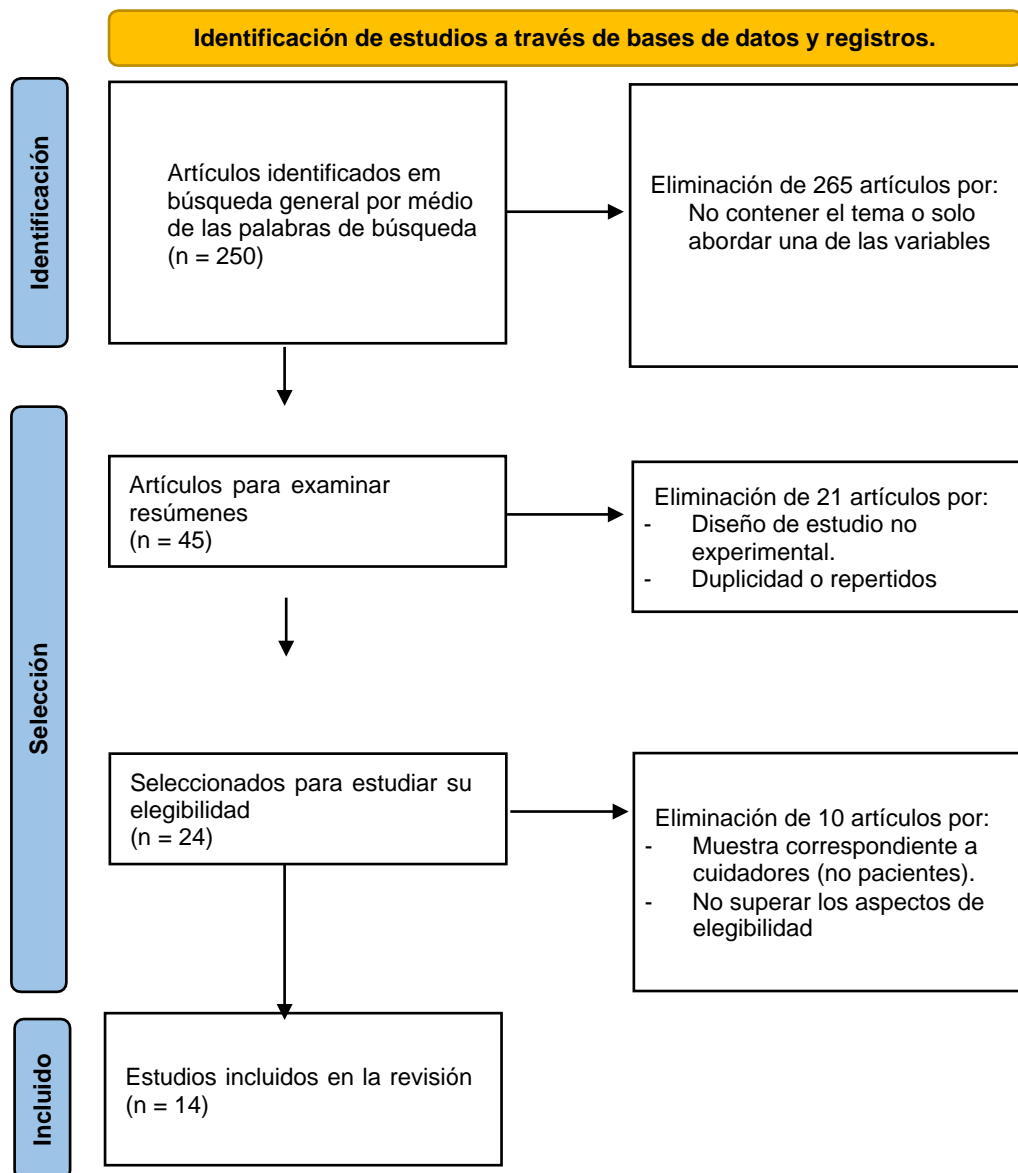 Identificación de estudios a través de bases de datos y registros.
Identificación
Artículos identificados em
búsqueda general por médio
de las palabras de búsqueda
(n = 250)
Eliminación de 265 artículos por:
No contener el tema o solo
abordar una de las variables
Selección
Artículos para examinar
resúmenes
(n = 45)
Eliminación de 21 artículos por:
- Diseño de estudio no
experimental.
- Duplicidad o repertidos
Seleccionados para estudiar su
elegibilidad
(n = 24)
Eliminación de 10 artículos por:
- Muestra correspondiente a
cuidadores (no pacientes).
- No superar los aspectos de
elegibilidad
Incluido
Estudios incluidos en la revisión
(n = 14)